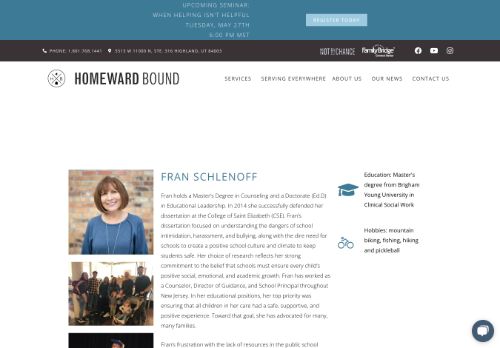 UPCOMING SEMINAR:
WHEN HELPING ISN'T HELPFUL
TUESDAY, MAY 27TH
6:00 PM MST
REGISTER TODAY
PHONE: 1.801.768.1441
5513 W 11000 N, STE. 316 HIGHLAND, UT 84003
NOT BY CHANCE
FamilyBridge
HOMEWARD BOUND
SERVICES
SERVING EVERYWHERE
ABOUT US
OUR NEWS
CONTACT US
FRAN SCHLENOFF
Fran holds a Master's Degree in Counseling and a Doctorate (Ed.D)
in Educational Leadership. In 2014 she successfully defended her
dissertation at the College of Saint Elizabeth (CSE). Fran's
dissertation focused on understanding the dangers of school
intimidation, harassment, and bullying, along with the dire need for
schools to create a positive school culture and climate to keep
students safe. Her choice of research reflects her strong
commitment to the belief that schools must ensure every child's
positive social, emotional, and academic growth. Fran has worked as
a Counselor, Director of Guidance, and School Principal throughout
New Jersey. In her educational positions, her top priority was
ensuring that all children in her care had a safe, supportive, and
positive experience. Toward that goal, she has advocated for many,
many families.
Fran's frustration with the lack of resources in the public school
Education: Master's
degree from Brigham
Young University in
Clinical Social Work
Hobbies: mountain
biking, fishing, hiking
and pickleball